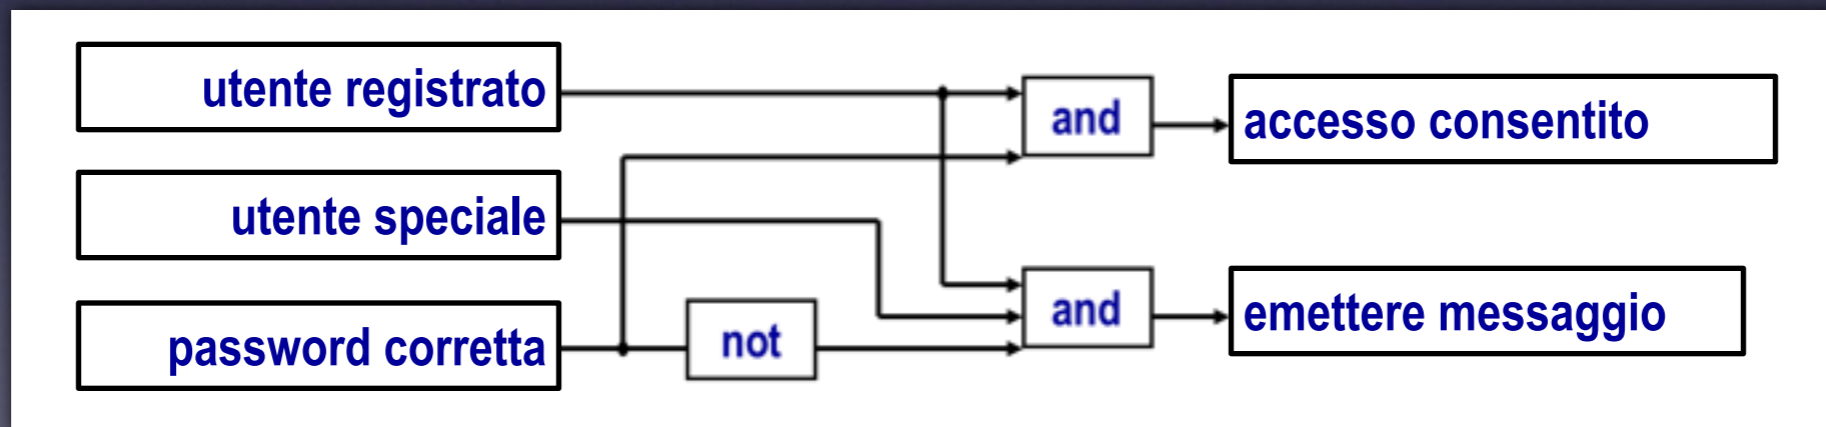 utente registrato
and
accesso consentito
utente speciale
and
emettere messaggio
password corretta
not